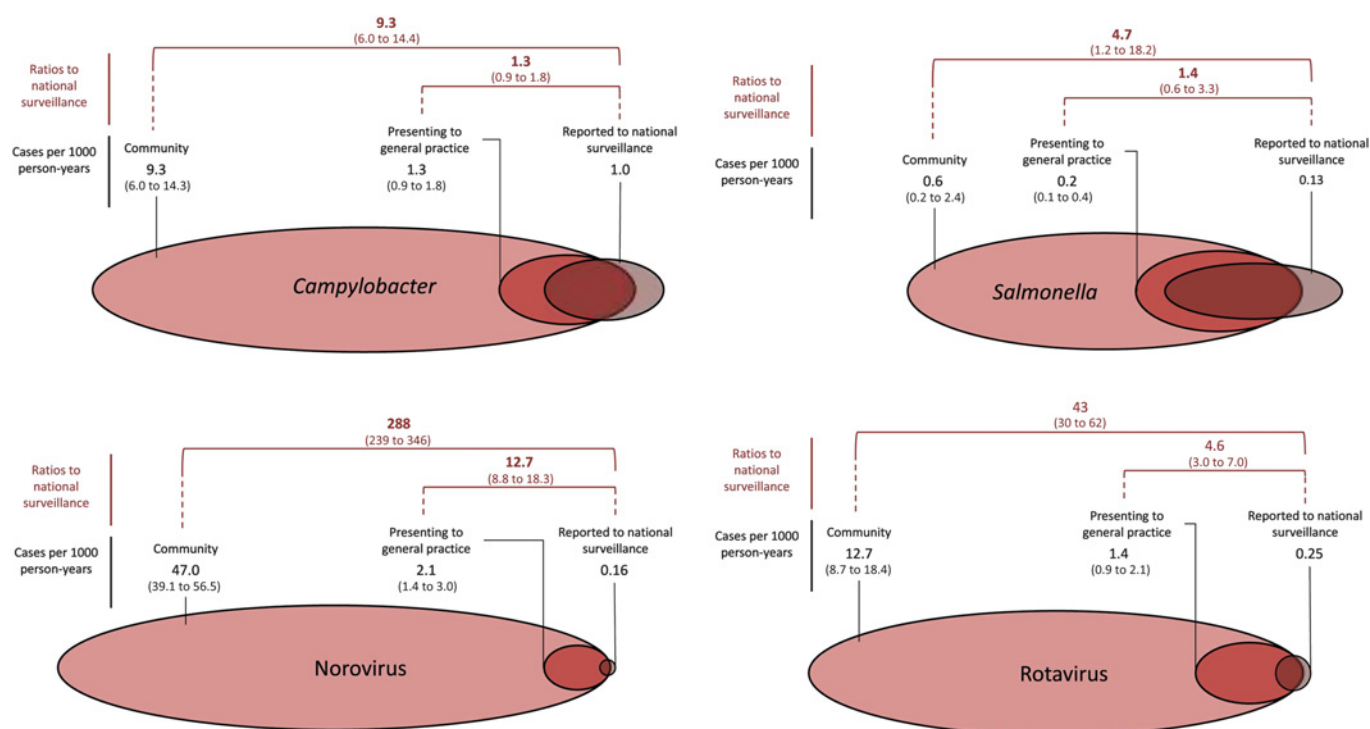 9.3
(6.0 to 14.4)
1.3
(0.9 to 1.8)
Ratios to
national
surveillance
Cases per 1000
person-years
Community
9.3
(6.0 to 14.3)
Presenting to
general practice
1.3
(0.9 to 1.8)
Reported to national
surveillance
1.0
Campylobacter
4.7
(1.2 to 18.2)
1.4
(0.6 to 3.3)
Ratios to
national
surveillance
Cases per 1000
person-years
Community
0.6
(0.2 to 2.4)
Presenting to
general practice
0.2
(0.1 to 0.4)
Reported to national
surveillance
0.13
Salmonella
288
(239 to 346)
12.7
(8.8 to 18.3)
Ratios to
national
surveillance
Cases per 1000
person-years
Community
47.0
(39.1 to 56.5)
Presenting to
general practice
2.1
(1.4 to 3.0)
Reported to national
surveillance
0.16
Norovirus
43
(30 to 62)
4.6
(3.0 to 7.0)
Ratios to
national
surveillance
Cases per 1000
person-years
Community
12.7
(8.7 to 18.4)
Presenting to
general practice
1.4
(0.9 to 2.1)
Reported to national
surveillance
0.25
Rotavirus